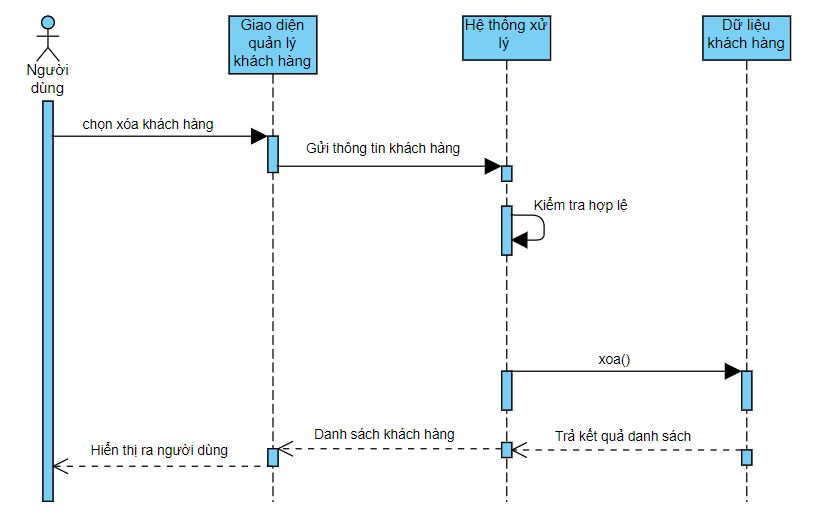 Người
dùng
Giao diện
quản lý
khách hàng
Hệ thống xử
lý
Dữ liệu
khách hàng
chọn xóa khách hàng
Gửi thông tin khách hàng
Kiểm tra hợp lệ
xoa()
Trả kết quả danh sách
Danh sách khách hàng
Hiển thị ra người dùng